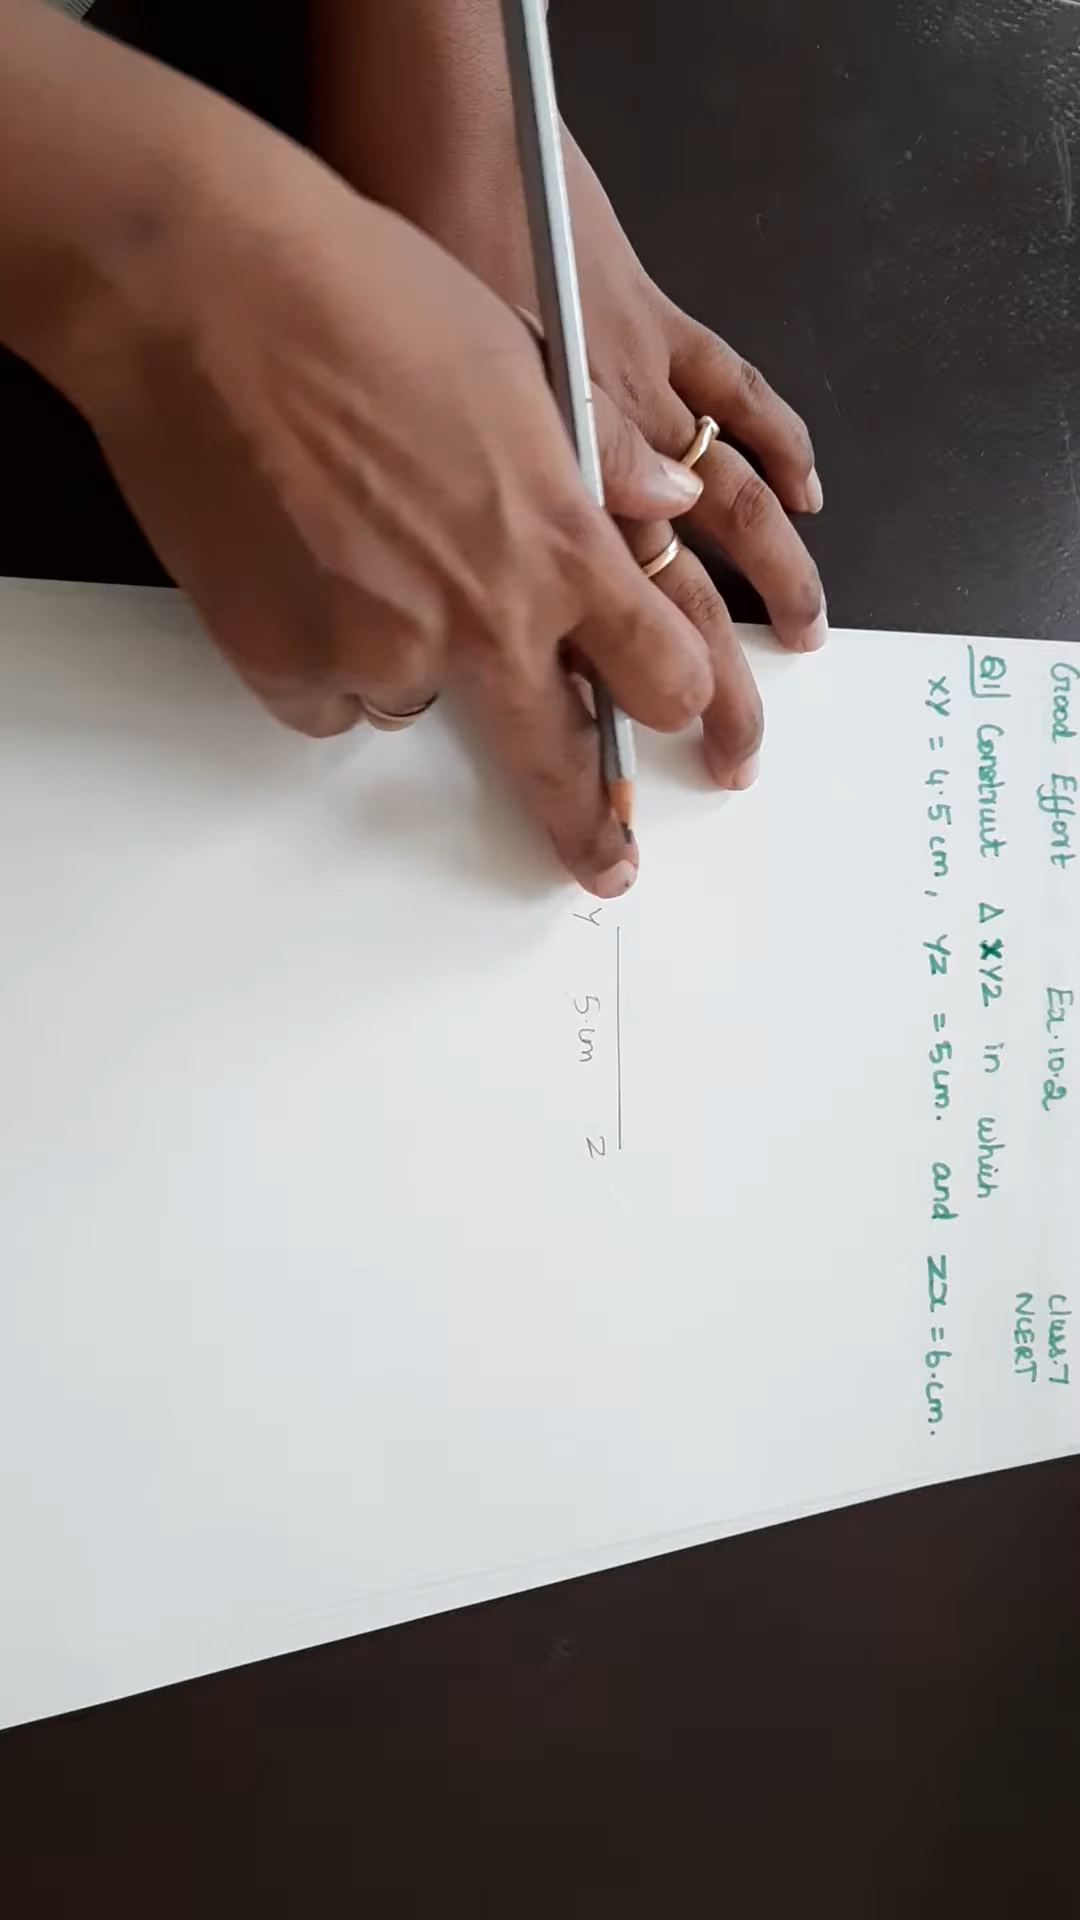 Good Effort Ex.10.2 Class.7
NCERT
Q1 Construct Δ XYZ in which
XY = 4.5 cm, YZ = 5 cm. and ZX = 6.cm.
Y 5.cm Z